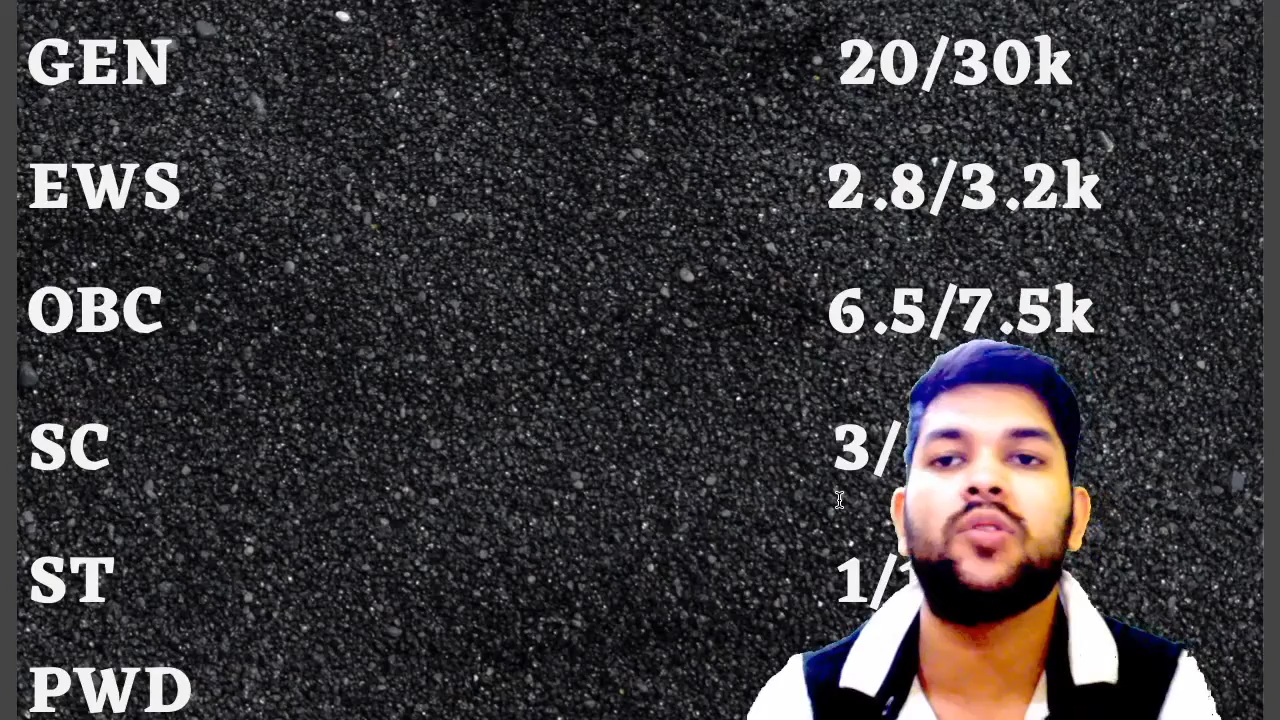 GEN 20/30k
EWS 2.8/3.2k
OBC 6.5/7.5k
SC 3/
ST 1/
PWD